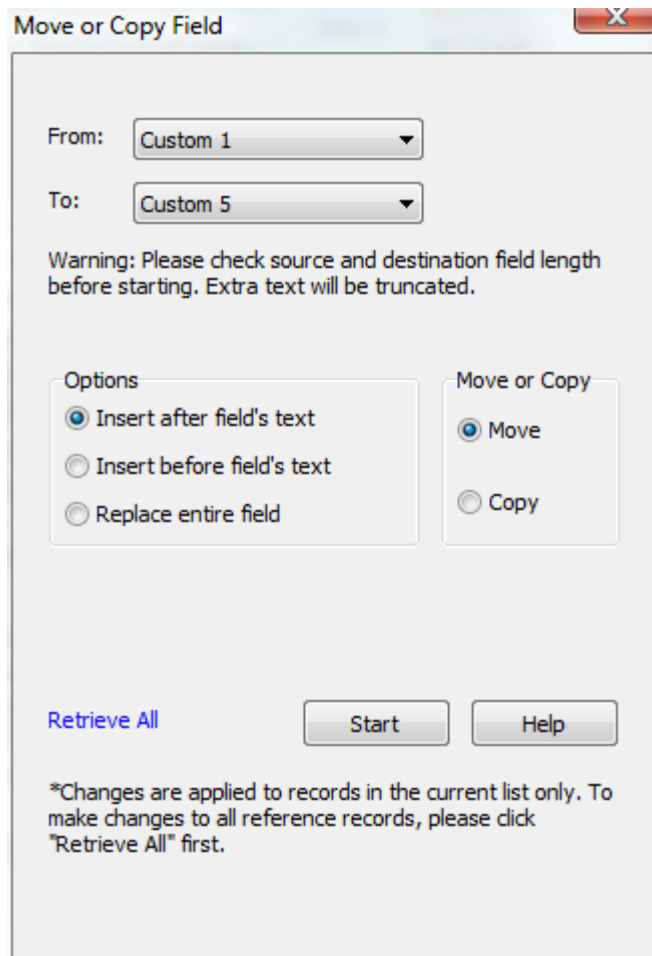 Move or Copy Field
From: Custom 1
To: Custom 5
Warning: Please check source and destination field length
before starting. Extra text will be truncated.
Options
Insert after field's text
Insert before field's text
Replace entire field
Move or Copy
Move
Copy
Retrieve All Start Help
*Changes are applied to records in the current list only. To
make changes to all reference records, please click
"Retrieve All" first.